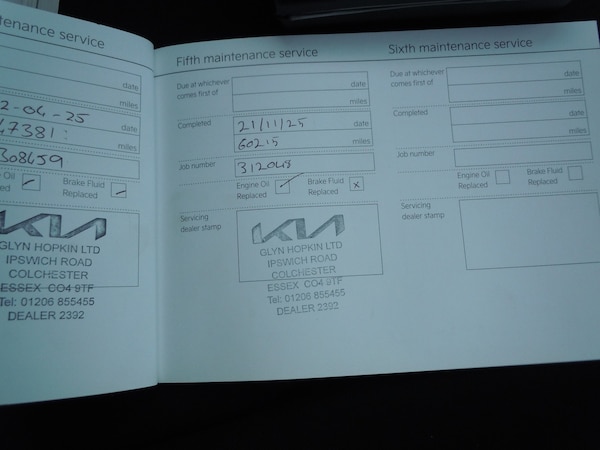 tenance service
date
miles
2-04-25
date
47381
miles
308659
e Oil
ced
Brake Fluid
Replaced
KIA
GLYN HOPKIN LTD
IPSWICH ROAD
COLCHESTER
ESSEX CO4 9TF
Tel: 01206 855455
DEALER 2392
Fifth maintenance service
Due at whichever
comes first of
date
miles
Completed
21/11/25
date
60215
miles
Job number
312048
Engine Oil
Replaced
Brake Fluid
Replaced
x
Servicing
dealer stamp
KIA
GLYN HOPKIN LTD
IPSWICH ROAD
COLCHESTER
ESSEX CO4 9TF
Tel: 01206 855455
DEALER 2392
Sixth maintenance service
Due at whichever
comes first of
date
miles
Completed
date
miles
Job number
Engine Oil
Replaced
Brake Fluid
Replaced
Servicing
dealer stamp